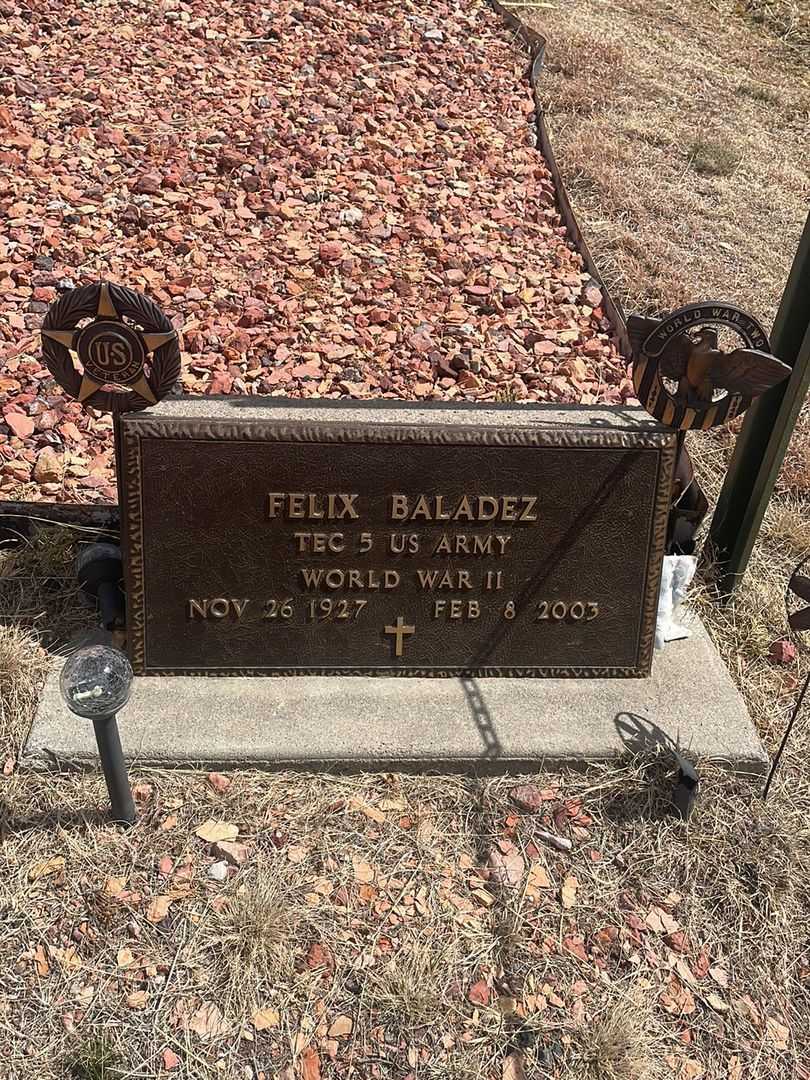 US
VETERAN
WORLD WAR TWO
FELIX BALADEZ
TEC 5 US ARMY
WORLD WAR II
NOV 26 1927 FEB 8 2003